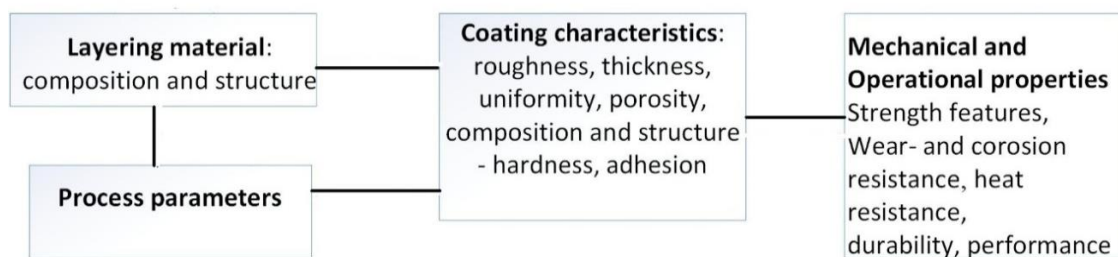 Layering material:
composition and structure
Process parameters
Coating characteristics:
roughness, thickness,
uniformity, porosity,
composition and structure
- hardness, adhesion
Mechanical and
Operational properties
Strength features,
Wear- and corosion
resistance, heat
resistance,
durability, performance